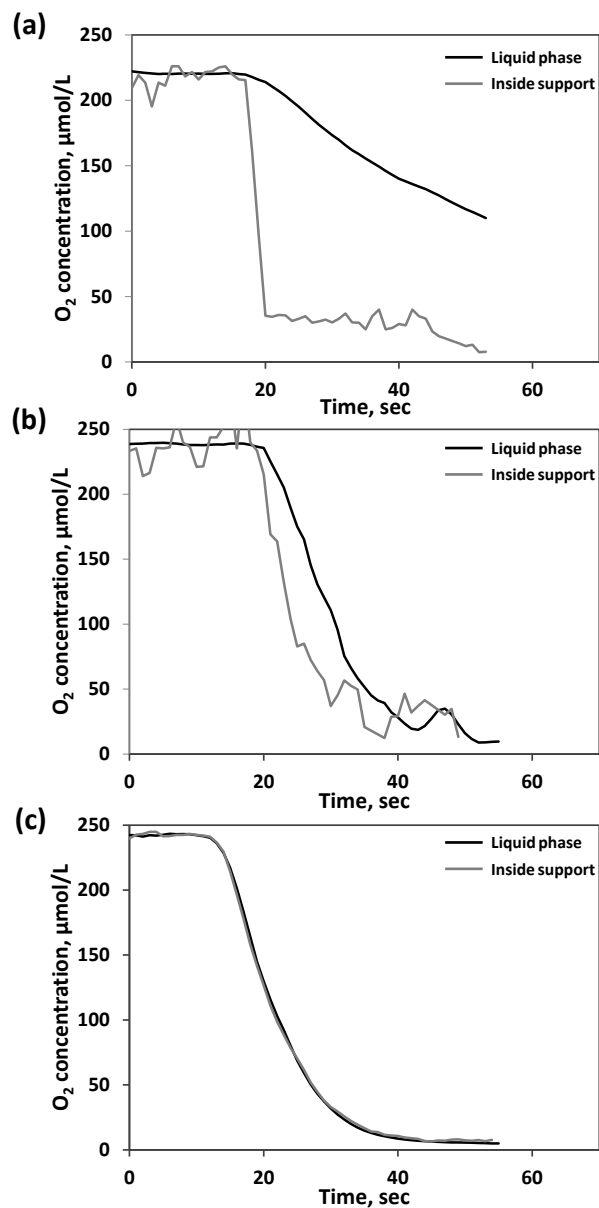 (a)
250
200
150
100
50
0
O₂ concentration, μmol/L
Liquid phase
Inside support
0 20 40 60
Time, sec
(b)
250
200
150
100
50
0
O₂ concentration, μmol/L
Liquid phase
Inside support
0 20 40 60
Time, sec
(c)
250
200
150
100
50
0
O₂ concentration, μmol/L
Liquid phase
Inside support
0 20 40 60
Time, sec